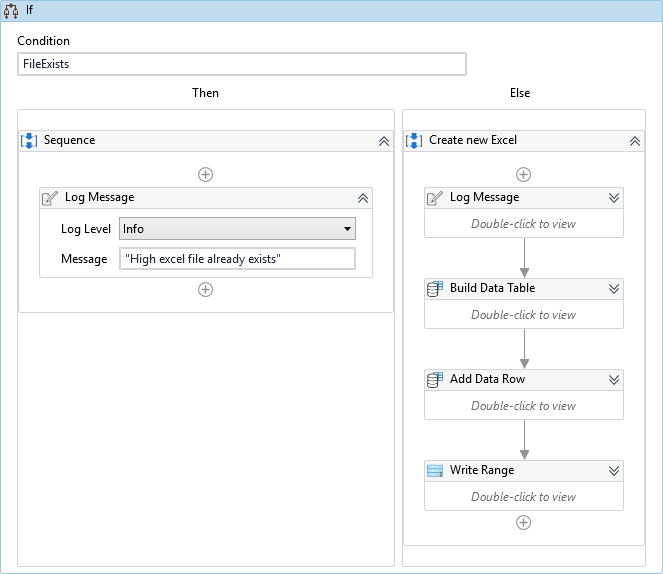 If
Condition
FileExists
Then
Else
Sequence
Log Message
Log Level
Info
Message
"High excel file already exists"
Create new Excel
Log Message
Double-click to view
Build Data Table
Double-click to view
Add Data Row
Double-click to view
Write Range
Double-click to view